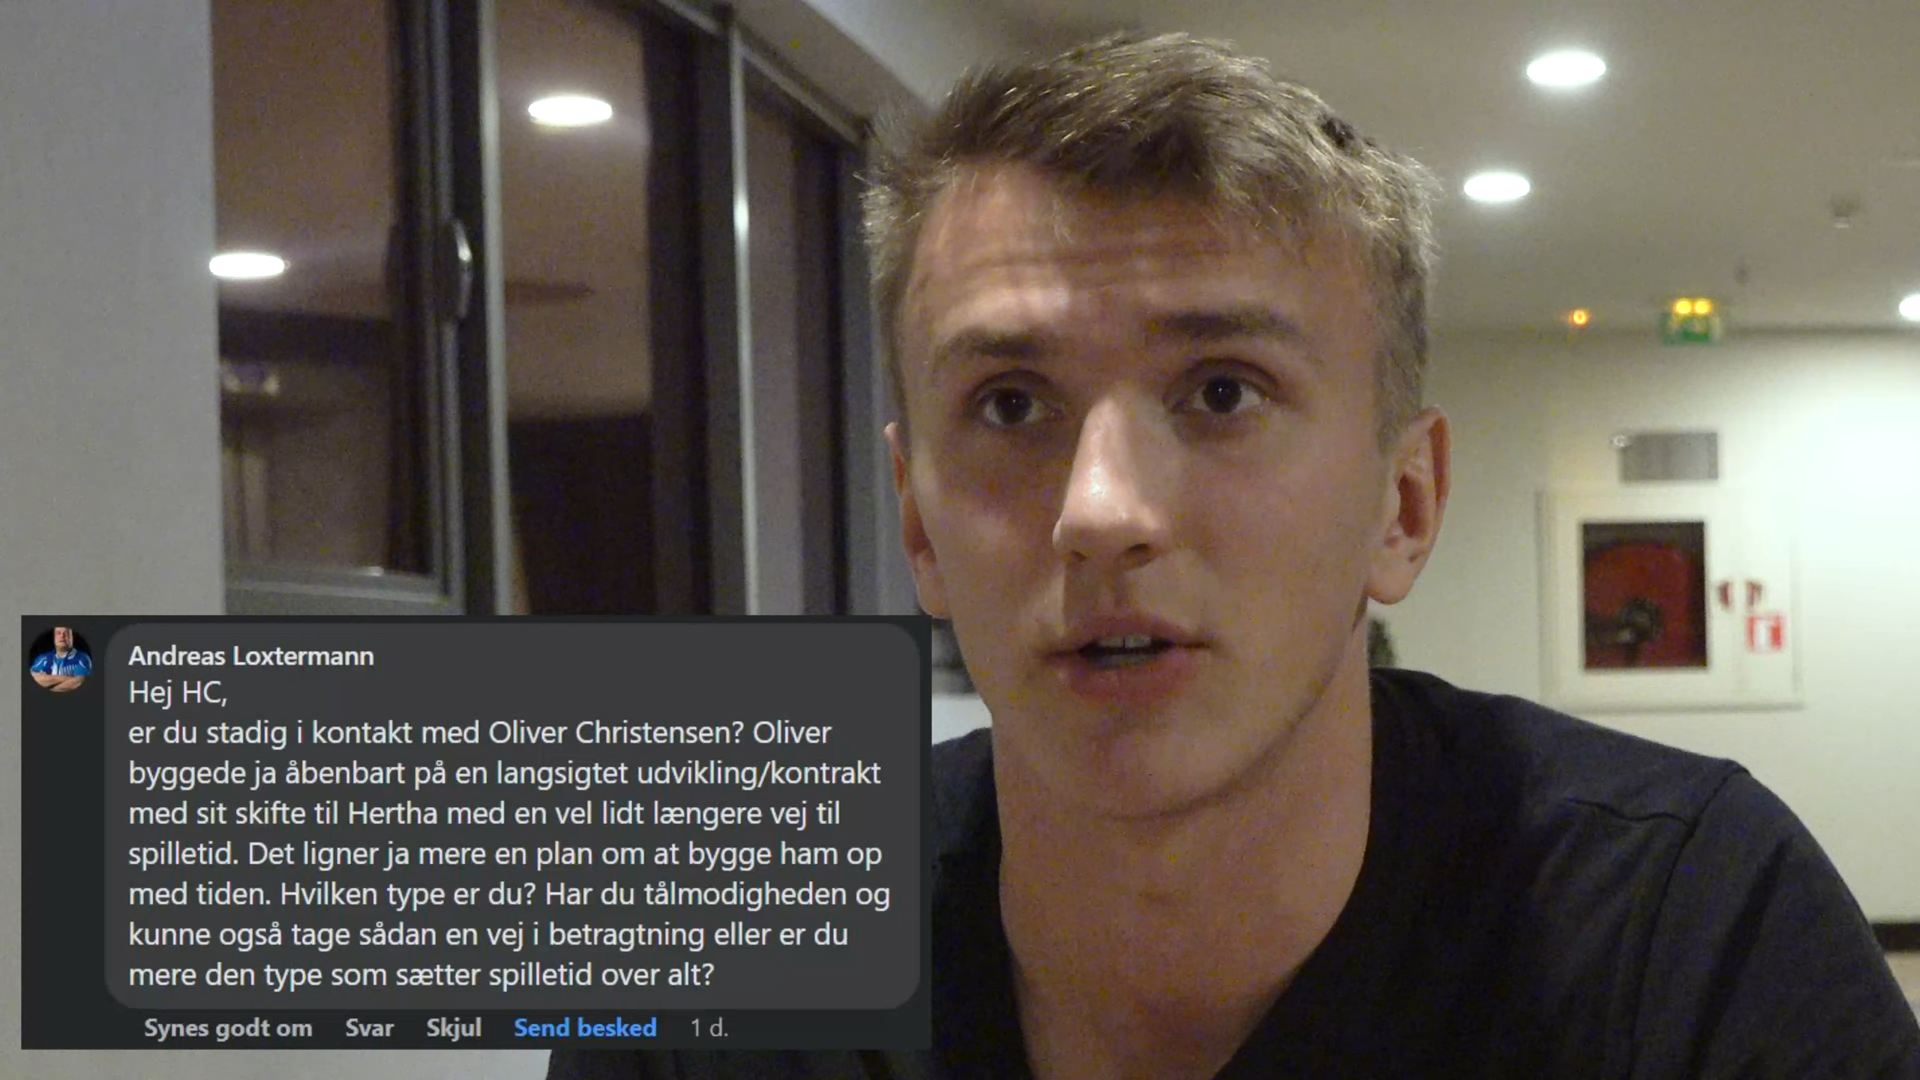 Andreas Loxtermann
Hej HC,
er du stadig i kontakt med Oliver Christensen? Oliver
byggede ja åbenbart på en langsigtet udvikling/kontrakt
med sit skifte til Hertha med en vel lidt længere vej til
spilletid. Det ligner ja mere en plan om at bygge ham op
med tiden. Hvilken type er du? Har du tålmodigheden og
kunne også tage sådan en vej i betragtning eller er du
mere den type som sætter spilletid over alt?
Synes godt om Svar Skjul Send besked 1 d.